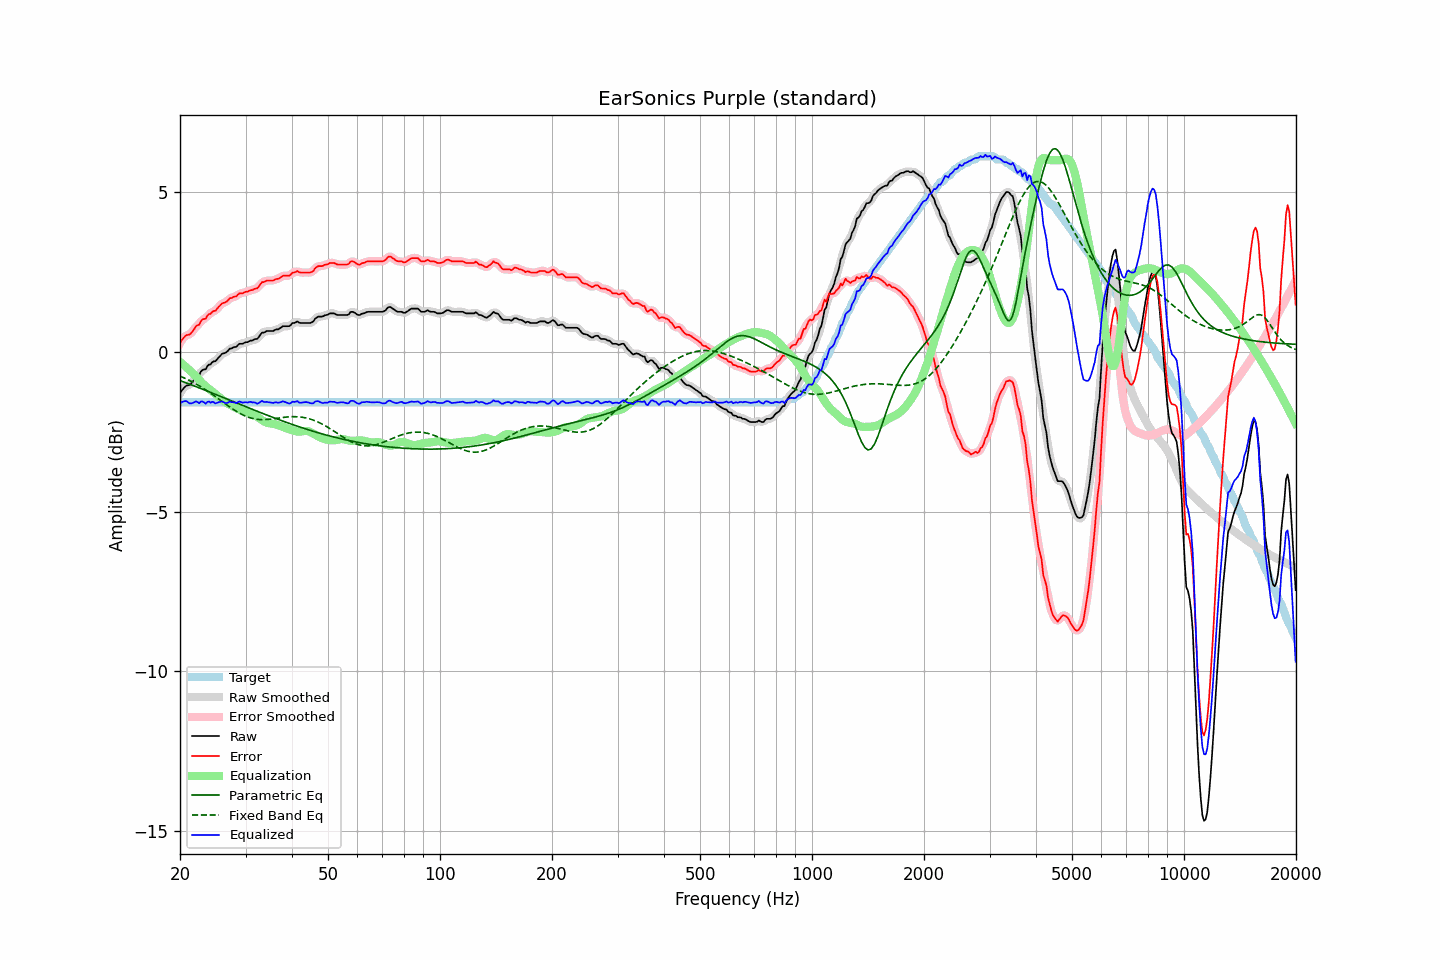 EarSonics Purple (standard)
Amplitude (dBr)
5
0
−5
−10
−15
Target
Raw Smoothed
Error Smoothed
Raw
Error
Equalization
Parametric Eq
Fixed Band Eq
Equalized
20 50 100 200 500 1000 2000 5000 10000 20000
Frequency (Hz)